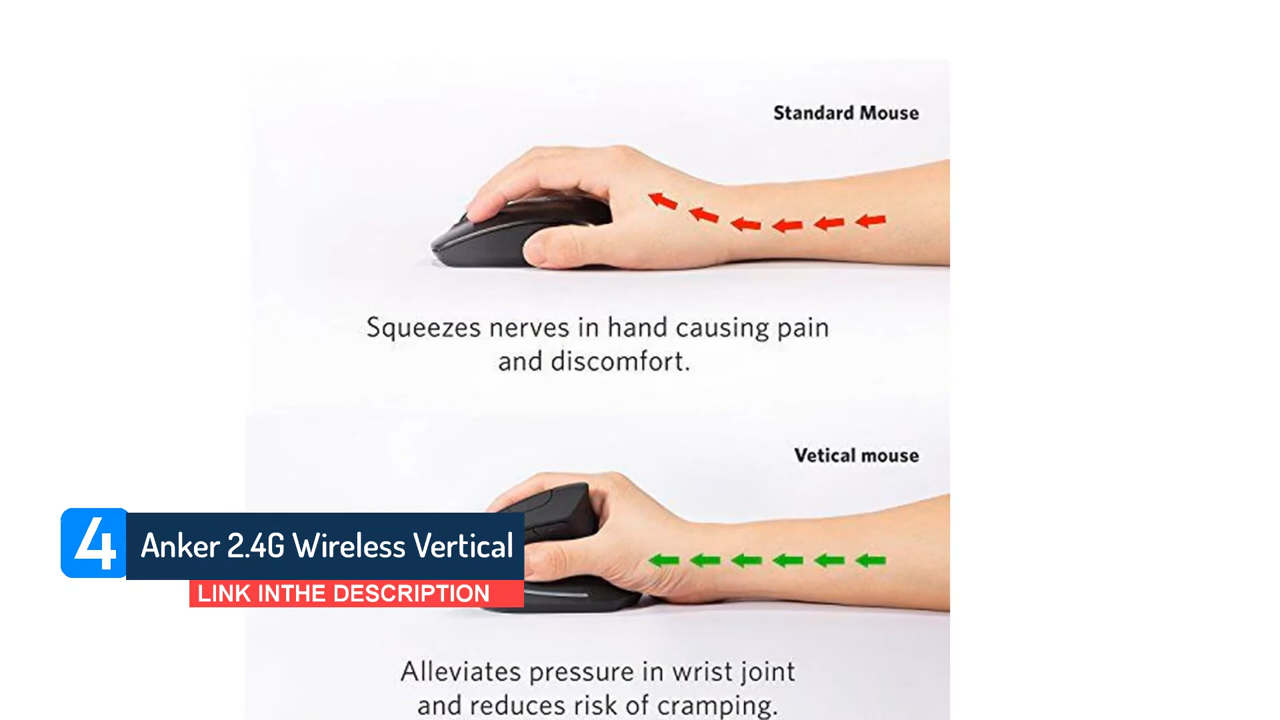 Standard Mouse
Squeezes nerves in hand causing pain
and discomfort.
Vetical mouse
4
Anker 2.4G Wireless Vertical
LINK INTHE DESCRIPTION
Alleviates pressure in wrist joint
and reduces risk of cramping.